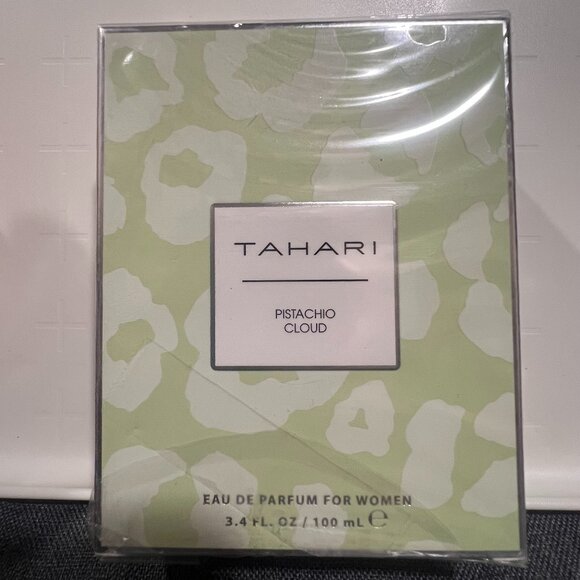 TAHARI
PISTACHIO
CLOUD
EAU DE PARFUM FOR WOMEN
3.4 FL. OZ / 100 mL ℮